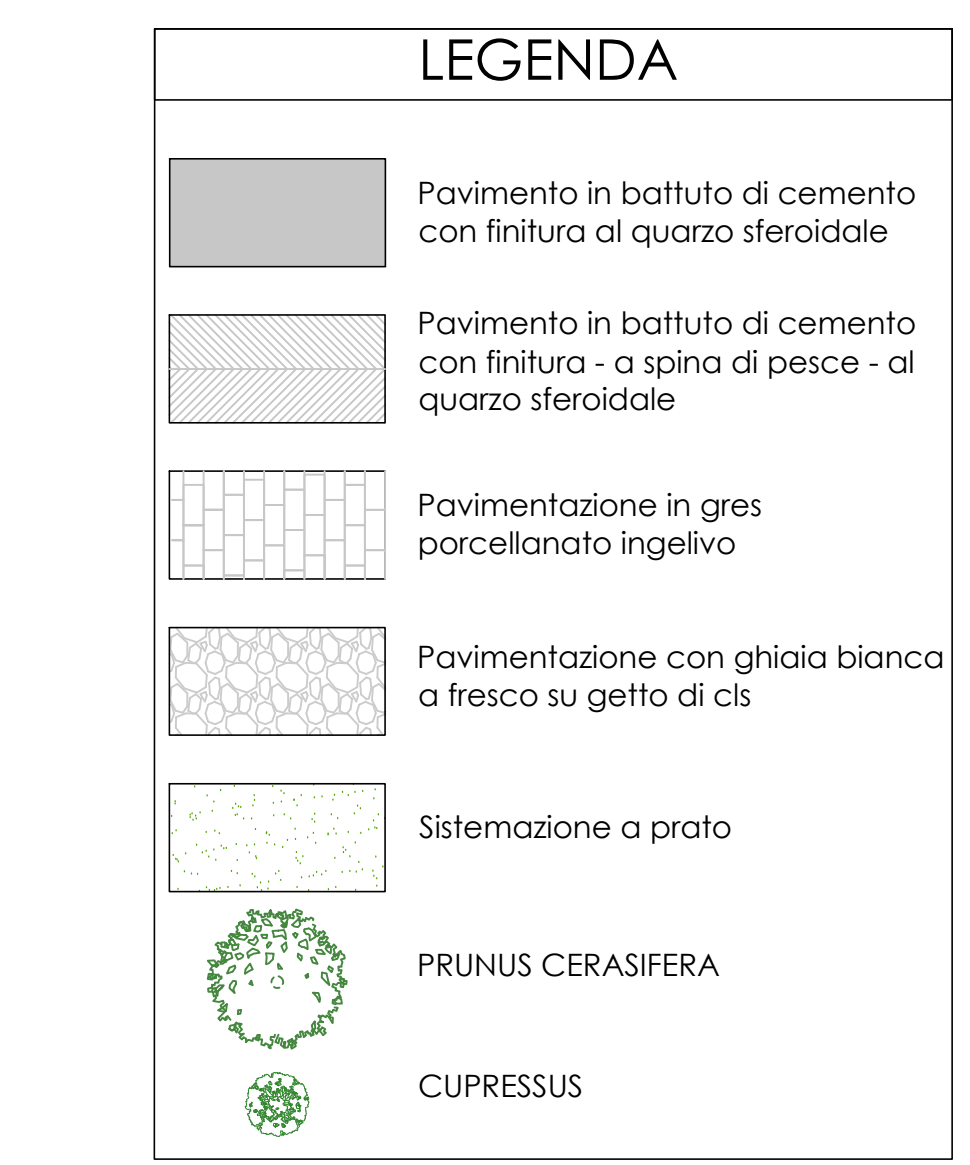 LEGENDA
Pavimento in battuto di cemento
con finitura al quarzo sferoidale
Pavimento in battuto di cemento
con finitura - a spina di pesce - al
quarzo sferoidale
Pavimentazione in gres
porcellanato ingelivo
Pavimentazione con ghiaia bianca
a fresco su getto di cls
Sistemazione a prato
PRUNUS CERASIFERA
CUPRESSUS